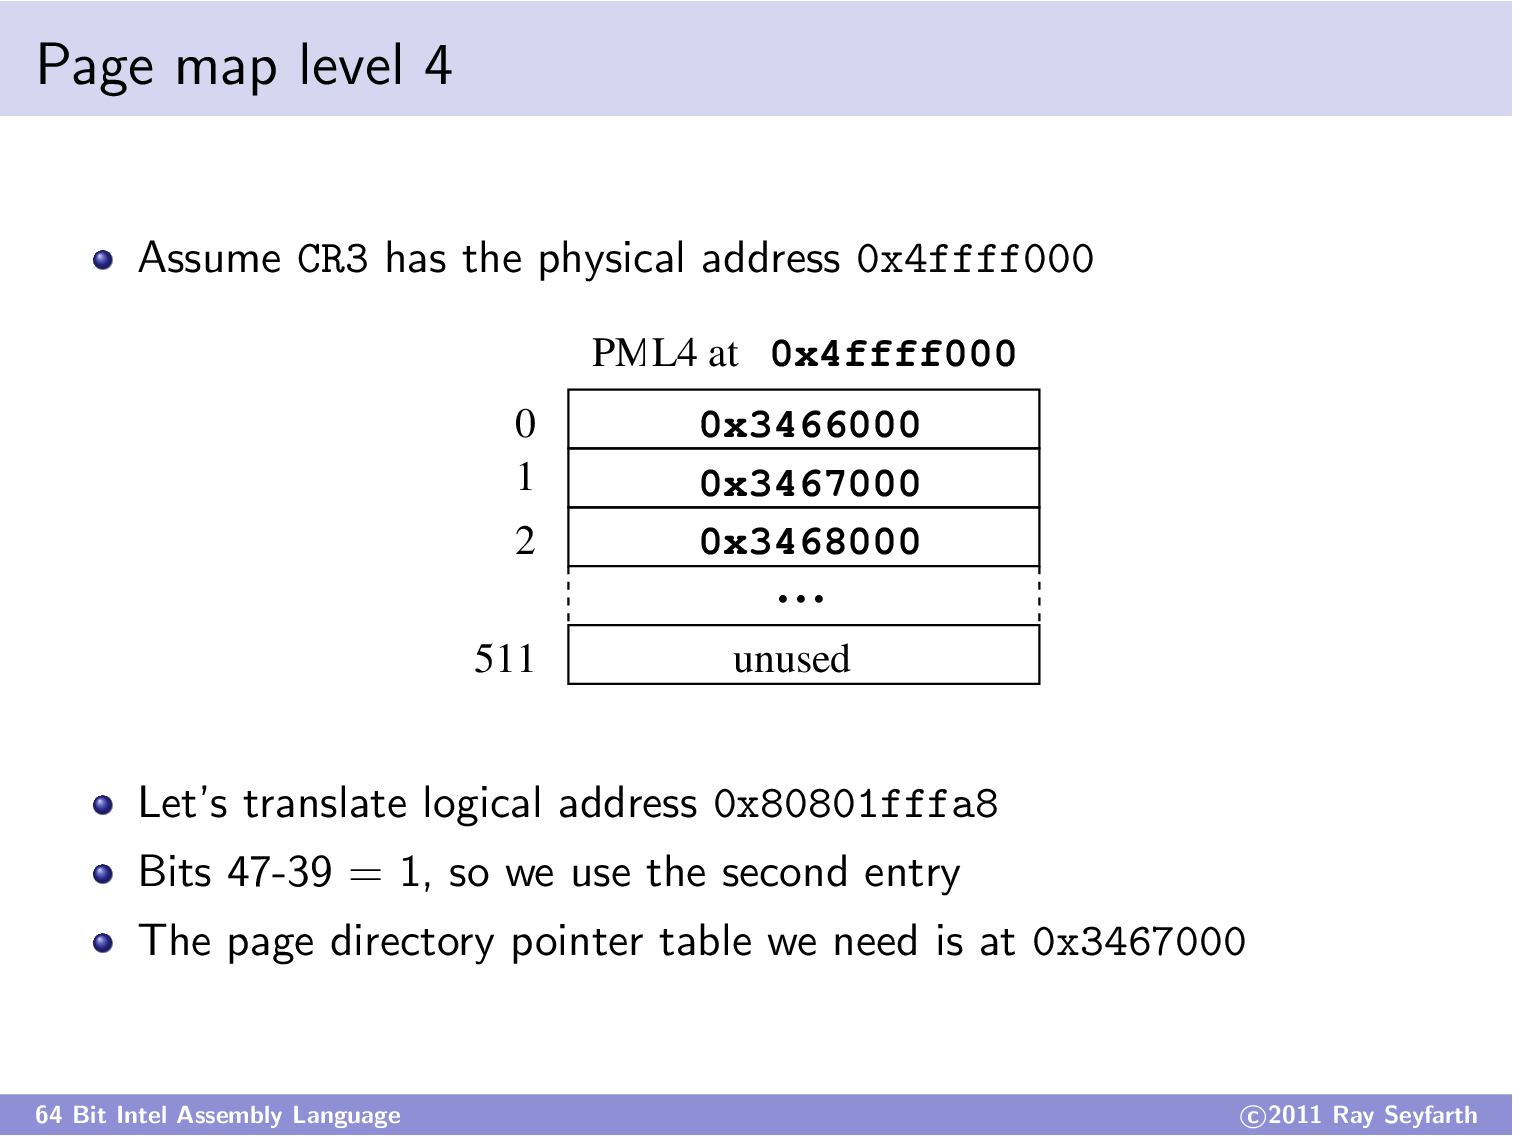 Page map level 4
Assume CR3 has the physical address 0x4ffff000
PML4 at 0x4ffff000
0 0x3466000
1 0x3467000
2 0x3468000
...
511 unused
Let's translate logical address 0x80801fffa8
Bits 47-39 = 1, so we use the second entry
The page directory pointer table we need is at 0x3467000
64 Bit Intel Assembly Language ©2011 Ray Seyfarth